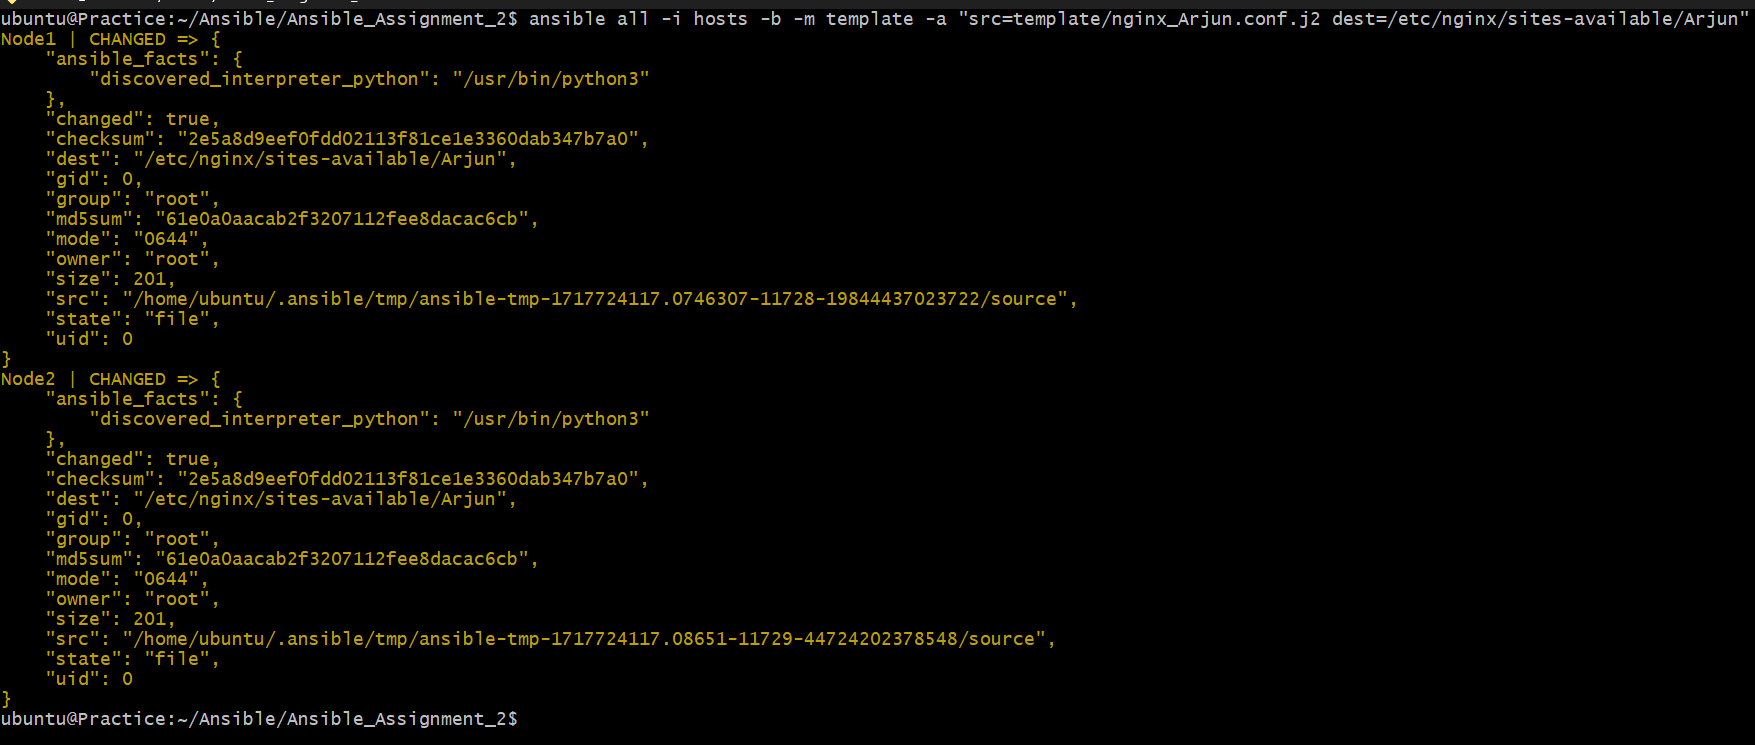 ubuntu@Practice:~/Ansible/Ansible_Assignment_2$ ansible all -i hosts -b -m template -a "src=template/nginx_Arjun.conf.j2 dest=/etc/nginx/sites-available/Arjun"
Node1 | CHANGED => {
    "ansible_facts": {
        "discovered_interpreter_python": "/usr/bin/python3"
    },
    "changed": true,
    "checksum": "2e5a8d9eef0fdd02113f81ce1e3360dab347b7a0",
    "dest": "/etc/nginx/sites-available/Arjun",
    "gid": 0,
    "group": "root",
    "md5sum": "61e0a0aacab2f3207112fee8dacac6cb",
    "mode": "0644",
    "owner": "root",
    "size": 201,
    "src": "/home/ubuntu/.ansible/tmp/ansible-tmp-1717724117.0746307-11728-19844437023722/source",
    "state": "file",
    "uid": 0
}
Node2 | CHANGED => {
    "ansible_facts": {
        "discovered_interpreter_python": "/usr/bin/python3"
    },
    "changed": true,
    "checksum": "2e5a8d9eef0fdd02113f81ce1e3360dab347b7a0",
    "dest": "/etc/nginx/sites-available/Arjun",
    "gid": 0,
    "group": "root",
    "md5sum": "61e0a0aacab2f3207112fee8dacac6cb",
    "mode": "0644",
    "owner": "root",
    "size": 201,
    "src": "/home/ubuntu/.ansible/tmp/ansible-tmp-1717724117.08651-11729-44724202378548/source",
    "state": "file",
    "uid": 0
}
ubuntu@Practice:~/Ansible/Ansible_Assignment_2$